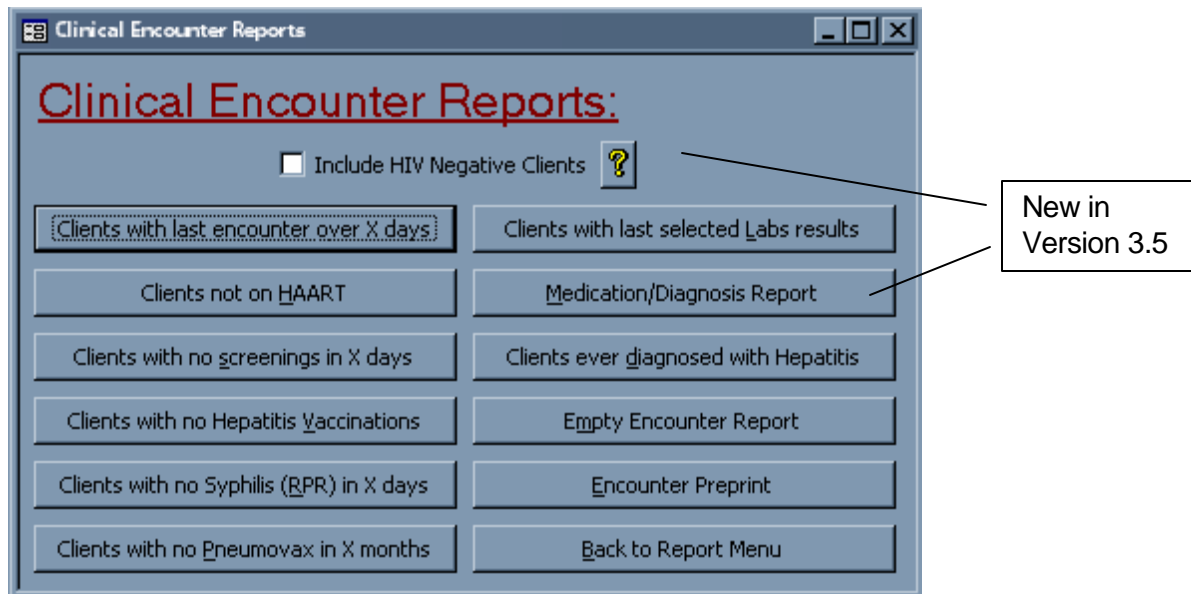 Clinical Encounter Reports
Clinical Encounter Reports:
Include HIV Negative Clients ?
Clients with last encounter over X days
Clients with last selected Labs results
Clients not on HAART
Medication/Diagnosis Report
Clients with no screenings in X days
Clients ever diagnosed with Hepatitis
Clients with no Hepatitis Vaccinations
Empty Encounter Report
Clients with no Syphilis (RPR) in X days
Encounter Preprint
Clients with no Pneumovax in X months
Back to Report Menu
New in
Version 3.5